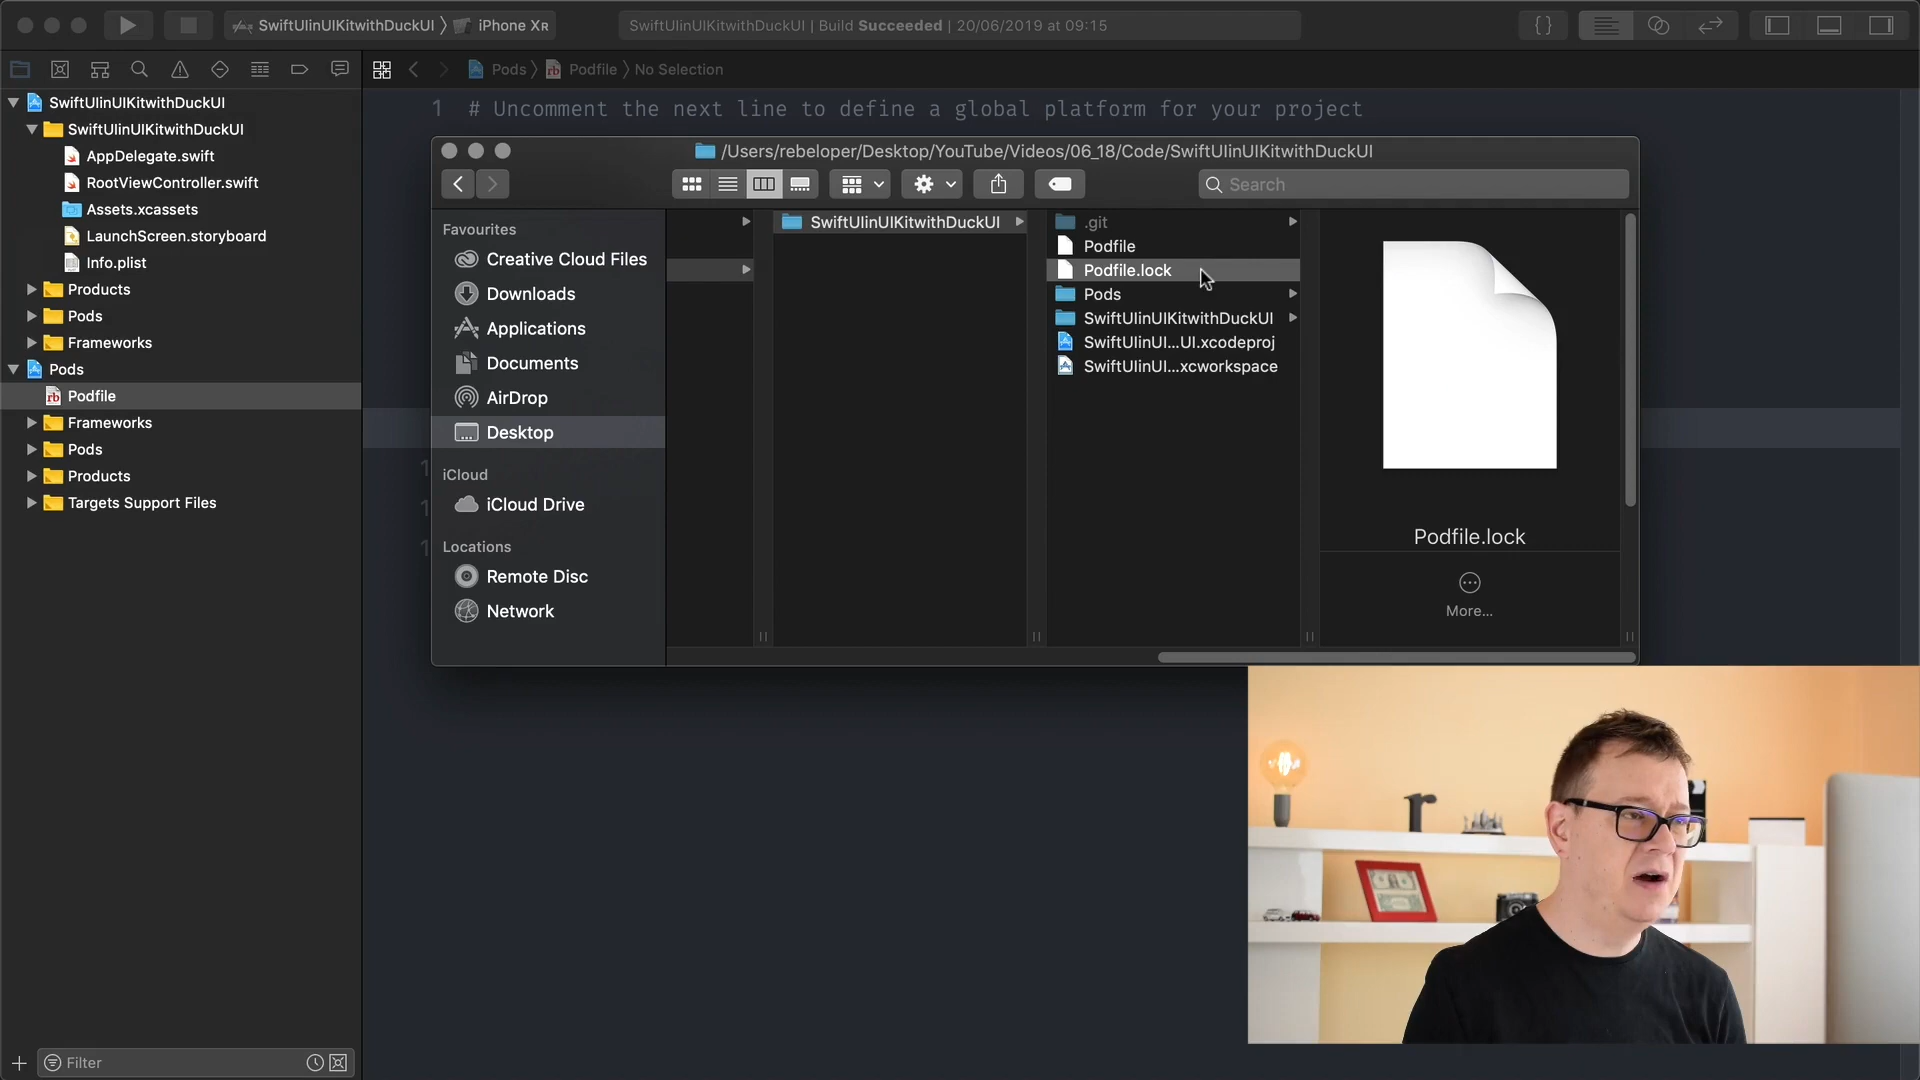 SwiftUIinUIKitwithDuckUI
iPhone XR
SwiftUIinUIKitwithDuckUI | Build Succeeded | 20/06/2019 at 09:15
Pods
Podfile
No Selection
SwiftUIinUIKitwithDuckUI
SwiftUIinUIKitwithDuckUI
AppDelegate.swift
RootViewController.swift
Assets.xcassets
LaunchScreen.storyboard
Info.plist
Products
Pods
Frameworks
Pods
Podfile
Frameworks
Pods
Products
Targets Support Files
Filter
1 # Uncomment the next line to define a global platform for your project
/Users/rebeloper/Desktop/YouTube/Videos/06_18/Code/SwiftUIinUIKitwithDuckUI
Search
Favourites
Creative Cloud Files
Downloads
Applications
Documents
AirDrop
Desktop
iCloud
iCloud Drive
Locations
Remote Disc
Network
SwiftUIinUIKitwithDuckUI
.git
Podfile
Podfile.lock
Pods
SwiftUIinUIKitwithDuckUI
SwiftUIinUI...UI.xcodeproj
SwiftUIinUI...xcworkspace
Podfile.lock
More...